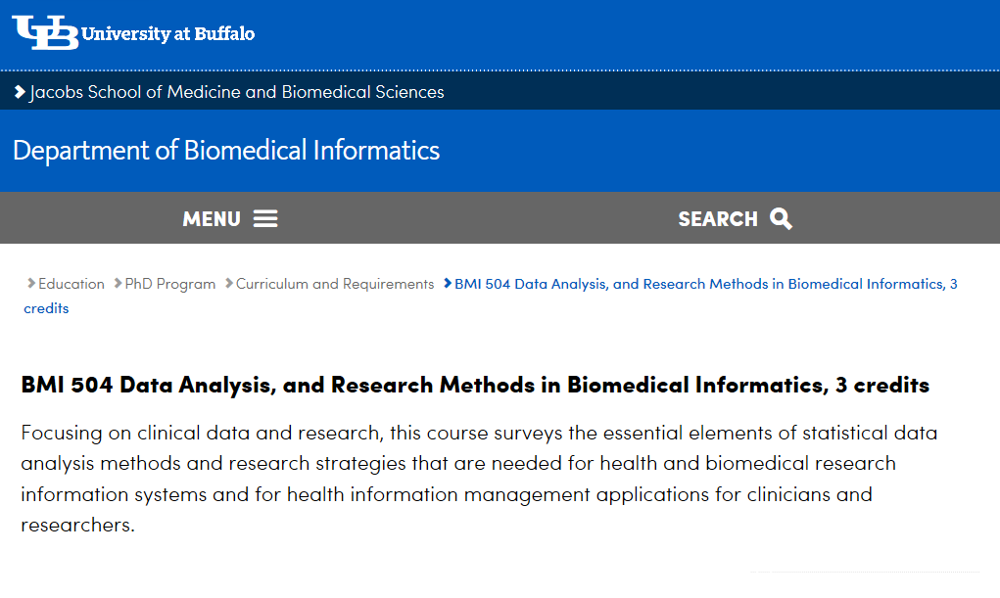 UB University at Buffalo
Jacobs School of Medicine and Biomedical Sciences
Department of Biomedical Informatics
MENU SEARCH
Education PhD Program Curriculum and Requirements BMI 504 Data Analysis, and Research Methods in Biomedical Informatics, 3
credits
BMI 504 Data Analysis, and Research Methods in Biomedical Informatics, 3 credits
Focusing on clinical data and research, this course surveys the essential elements of statistical data
analysis methods and research strategies that are needed for health and biomedical research
information systems and for health information management applications for clinicians and
researchers.